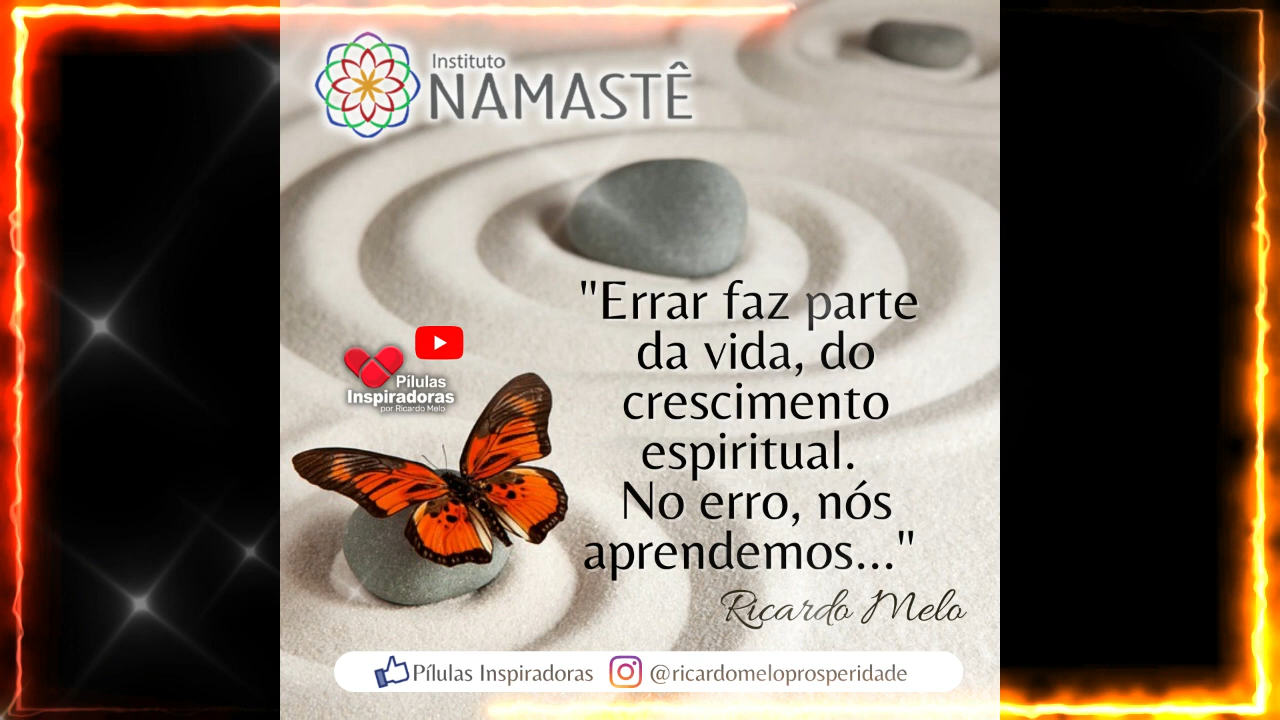 Instituto
NAMASTÊ
"Errar faz parte
da vida, do
crescimento
espiritual.
No erro, nós
aprendemos..."
Ricardo Melo
Pílulas
Inspiradoras
por Ricardo Melo
Pílulas Inspiradoras @ricardomeloprosperidade